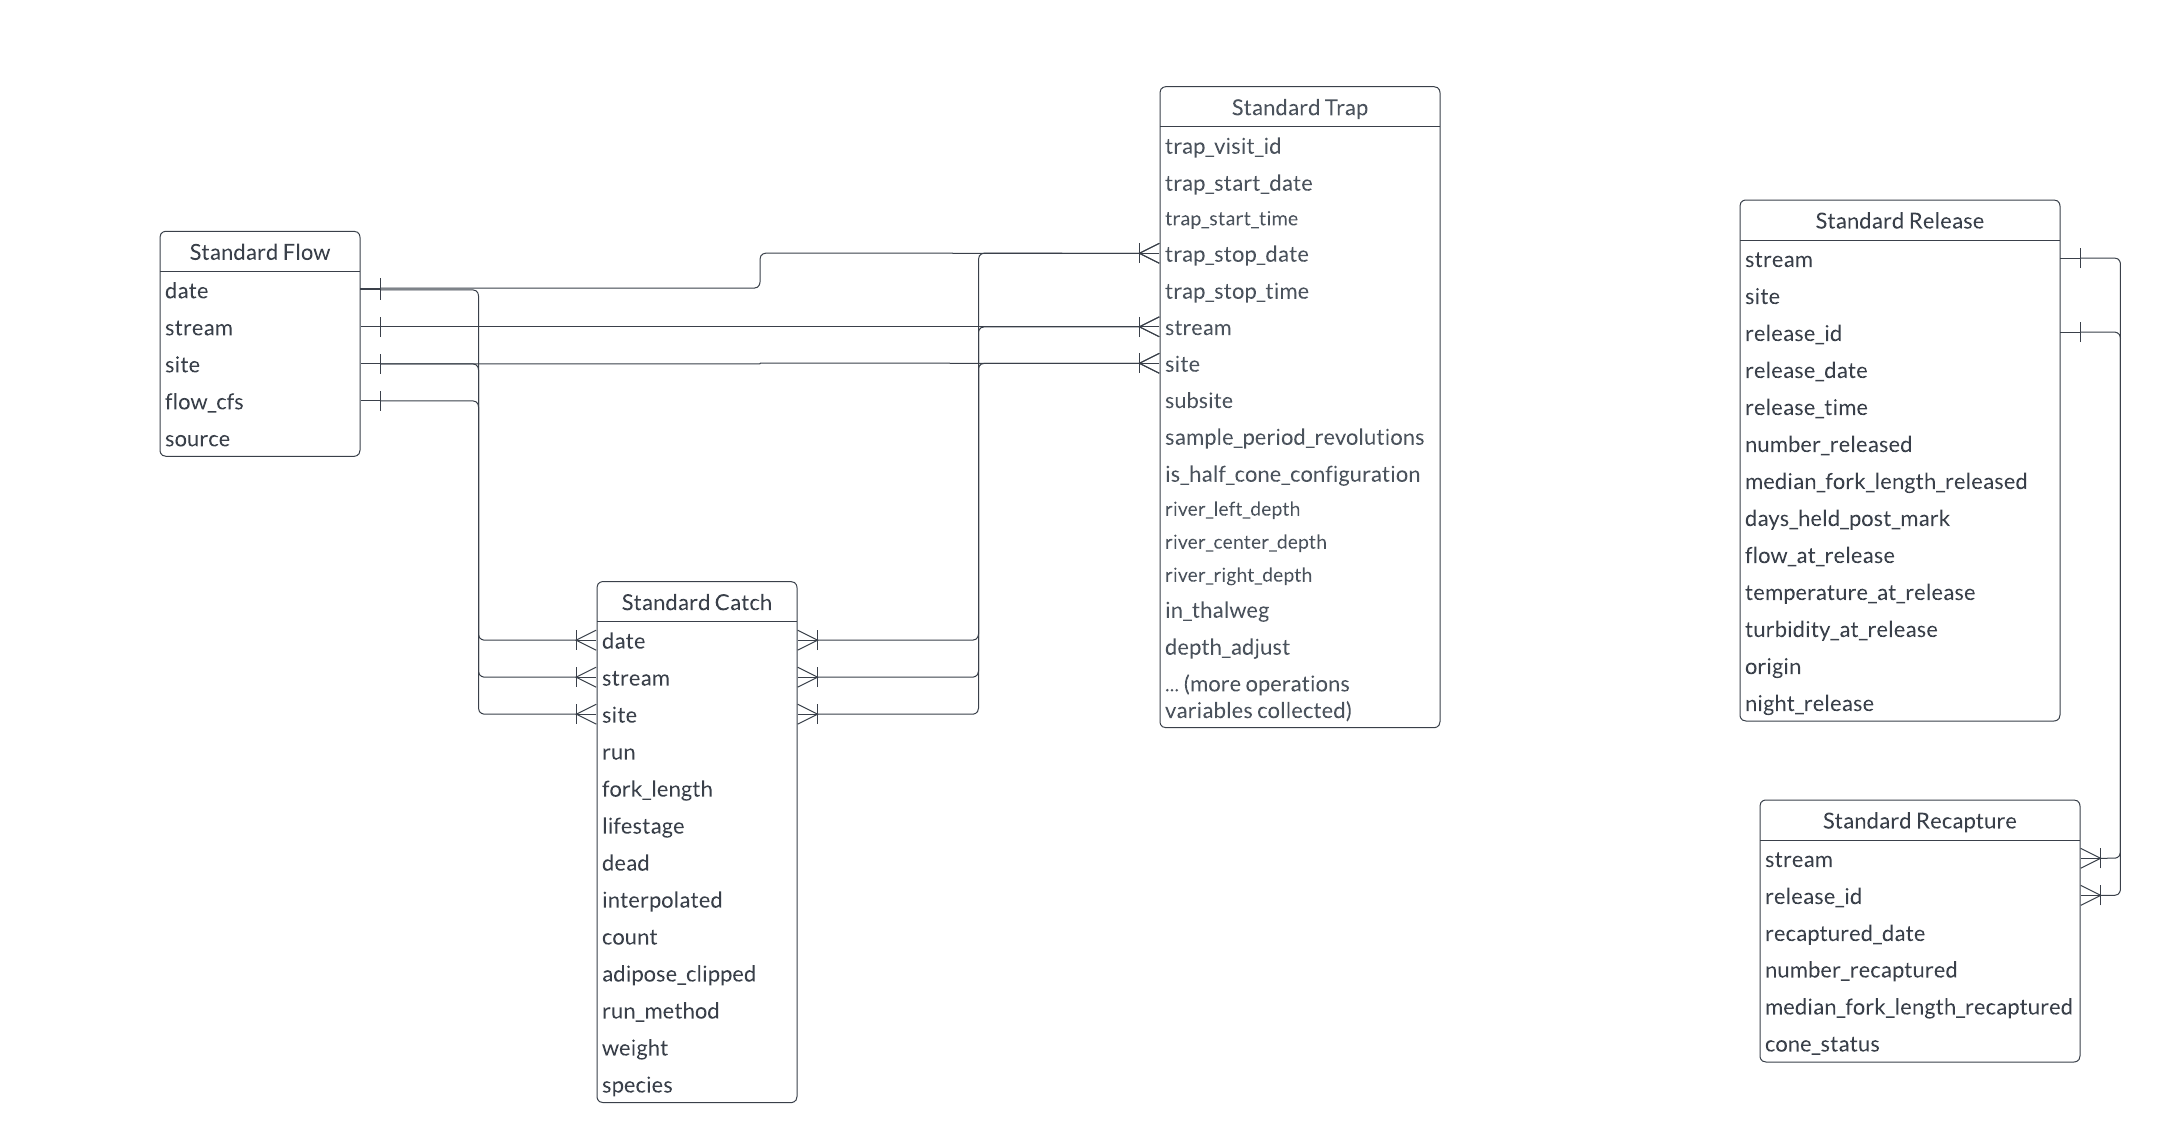 Standard Flow
date
stream
site
flow_cfs
source
Standard Catch
date
stream
site
run
fork_length
lifestage
dead
interpolated
count
adipose_clipped
run_method
weight
species
Standard Trap
trap_visit_id
trap_start_date
trap_start_time
trap_stop_date
trap_stop_time
stream
site
subsite
sample_period_revolutions
is_half_cone_configuration
river_left_depth
river_center_depth
river_right_depth
in_thalweg
depth_adjust
... (more operations
variables collected)
Standard Release
stream
site
release_id
release_date
release_time
number_released
median_fork_length_released
days_held_post_mark
flow_at_release
temperature_at_release
turbidity_at_release
origin
night_release
Standard Recapture
stream
release_id
recaptured_date
number_recaptured
median_fork_length_recaptured
cone_status